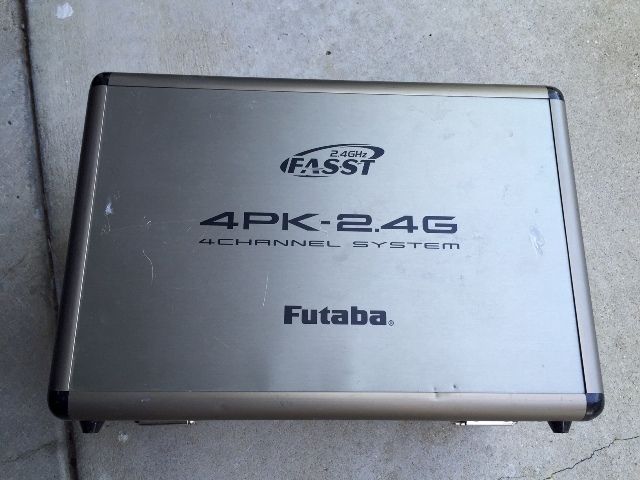 2.4GHz
FASST
4PK-2.4G
4CHANNEL SYSTEM
Futaba®